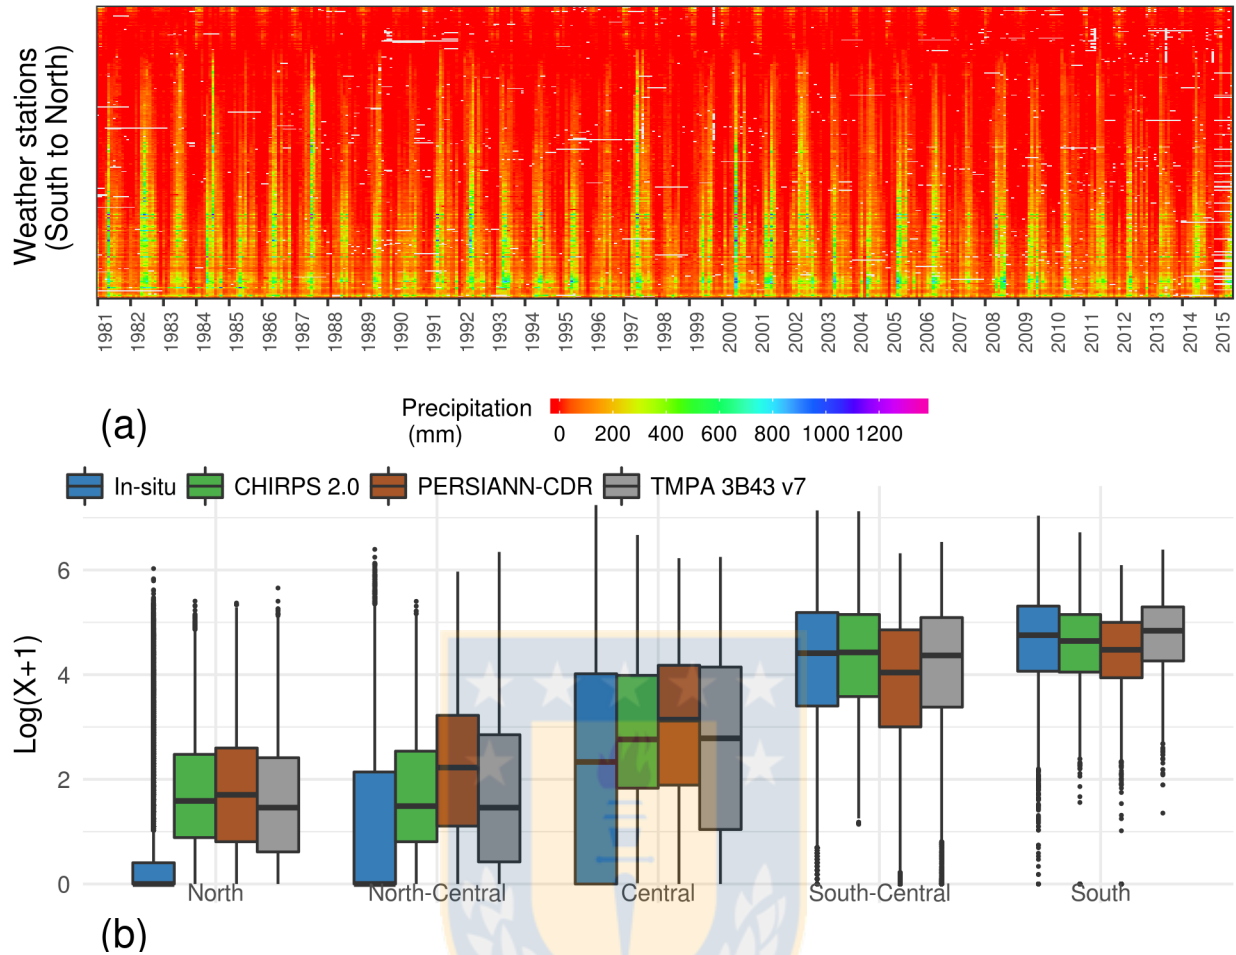 Weather stations
(South to North)
1981 1982 1983 1984 1985 1986 1987 1988 1989 1990 1991 1992 1993 1994 1995 1996 1997 1998 1999 2000 2001 2002 2003 2004 2005 2006 2007 2008 2009 2010 2011 2012 2013 2014 2015
(a)
Precipitation
(mm)
0 200 400 600 800 1000 1200
In-situ CHIRPS 2.0 PERSIANN-CDR TMPA 3B43 v7
Log(X+1)
6
4
2
0
North North-Central Central South-Central South
(b)